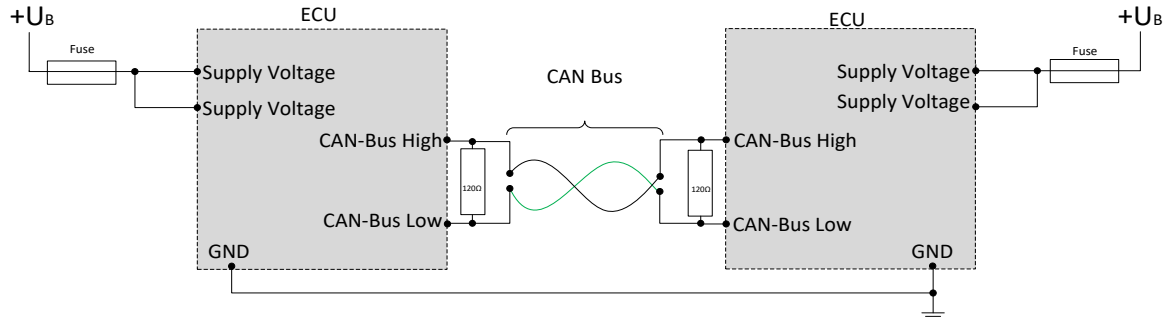 +UB
ECU
ECU
+UB
Fuse
Fuse
Supply Voltage
Supply Voltage
CAN Bus
Supply Voltage
Supply Voltage
CAN-Bus High
CAN-Bus High
120Ω
120Ω
CAN-Bus Low
CAN-Bus Low
GND
GND